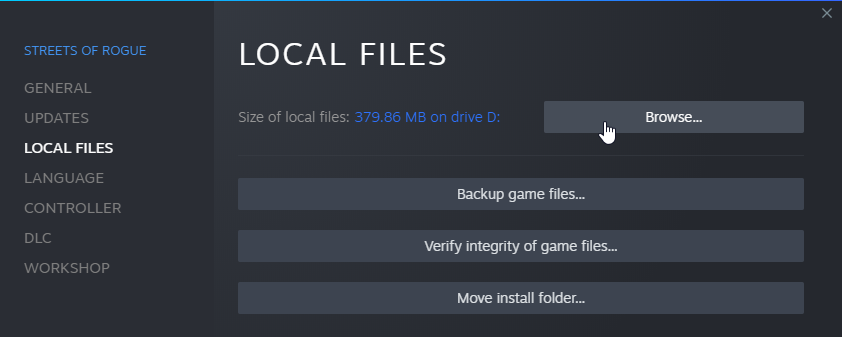 STREETS OF ROGUE
GENERAL
UPDATES
LOCAL FILES
LANGUAGE
CONTROLLER
DLC
WORKSHOP
LOCAL FILES
Size of local files: 379.86 MB on drive D:
Browse...
Backup game files...
Verify integrity of game files...
Move install folder...